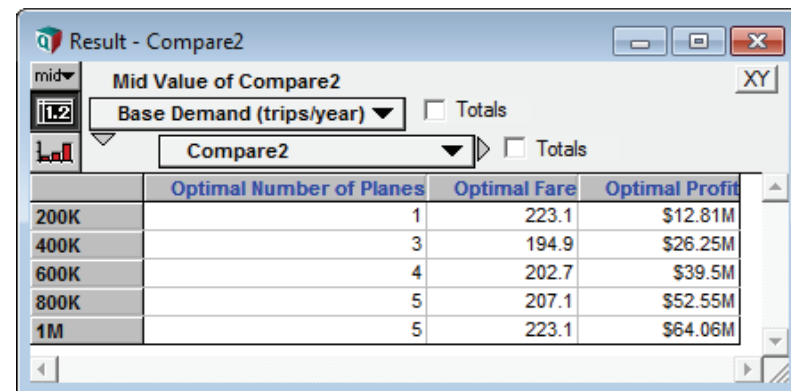 Result - Compare2
mid
Mid Value of Compare2
XY
1.2
Base Demand (trips/year)
Totals
Compare2
Totals
Optimal Number of Planes Optimal Fare Optimal Profit
200K 1 223.1 $12.81M
400K 3 194.9 $26.25M
600K 4 202.7 $39.5M
800K 5 207.1 $52.55M
1M 5 223.1 $64.06M